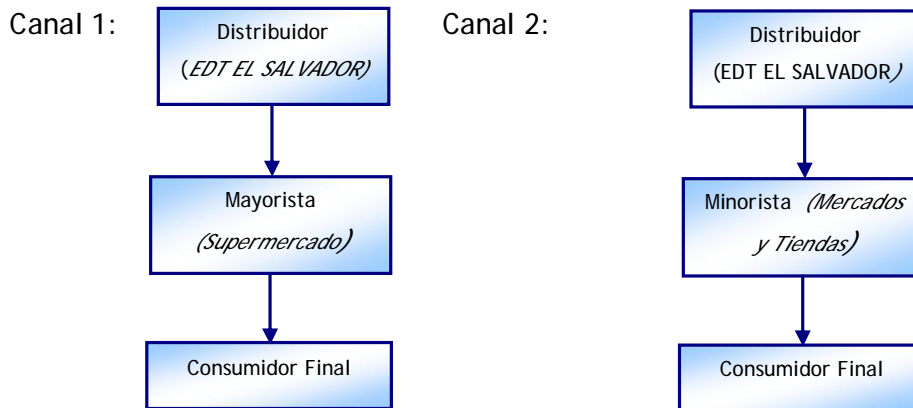 Canal 1:
Distribuidor
(EDT EL SALVADOR)
Mayorista
(Supermercado)
Consumidor Final
Canal 2:
Distribuidor
(EDT EL SALVADOR)
Minorista (Mercados
y Tiendas)
Consumidor Final